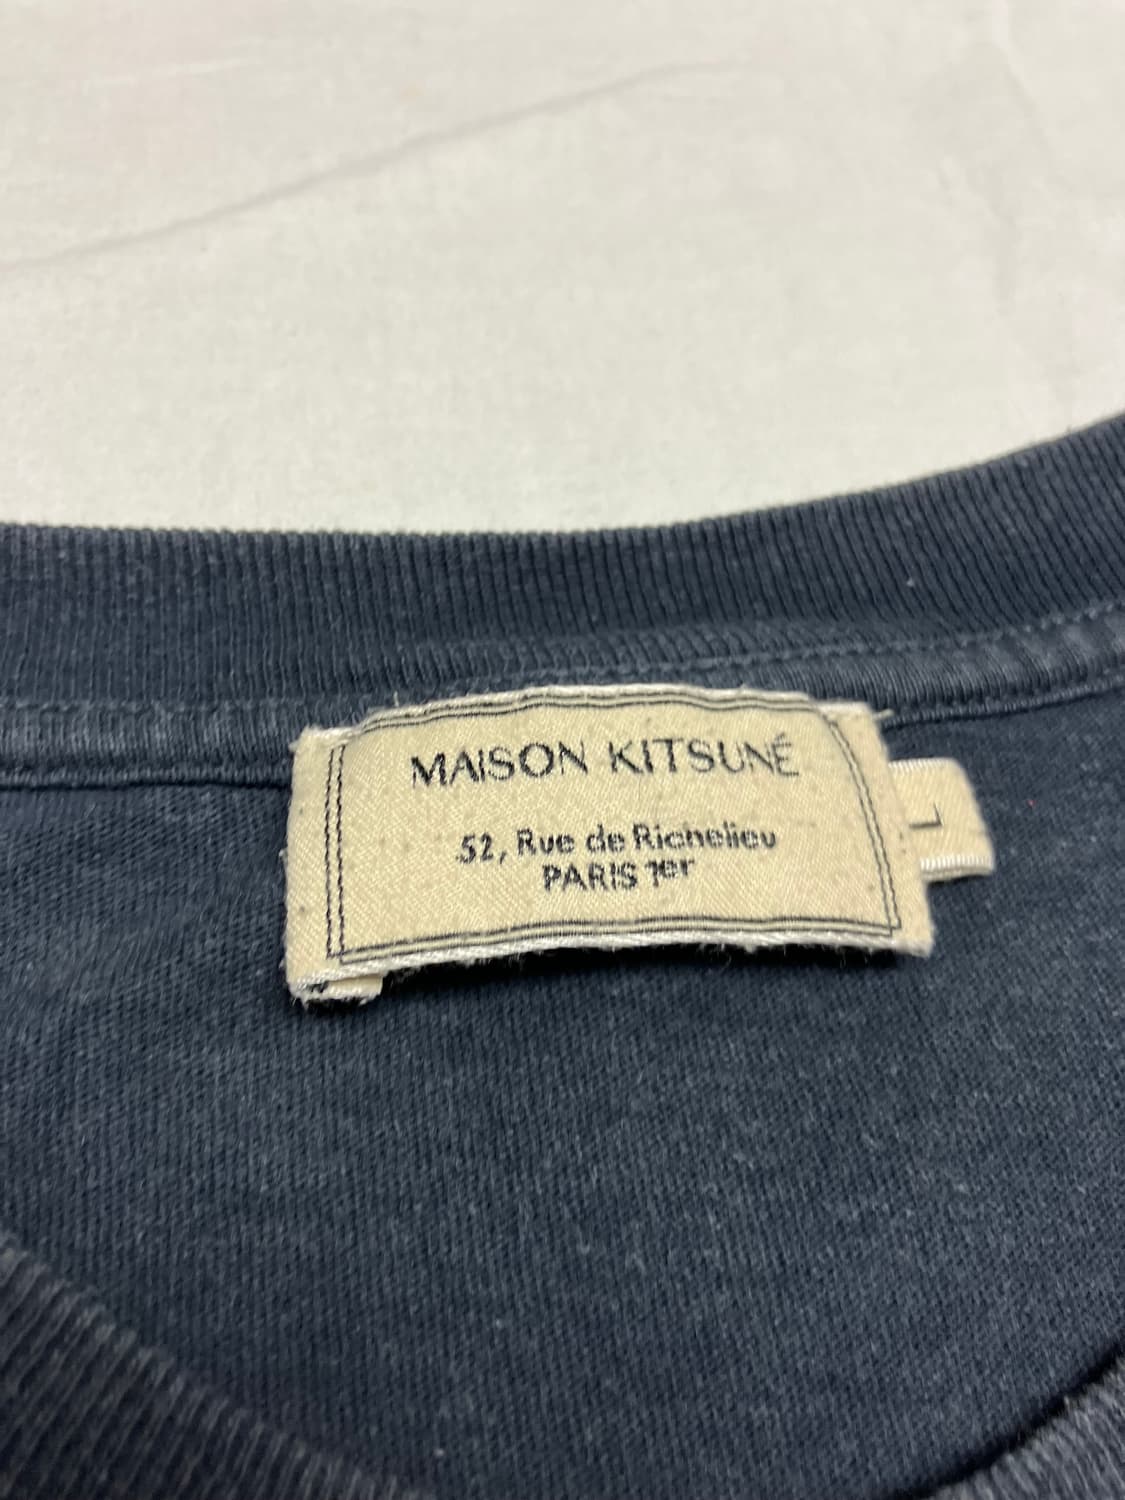 MAISON KITSUNÉ
52, Rue de Richelieu
PARIS 1er
L